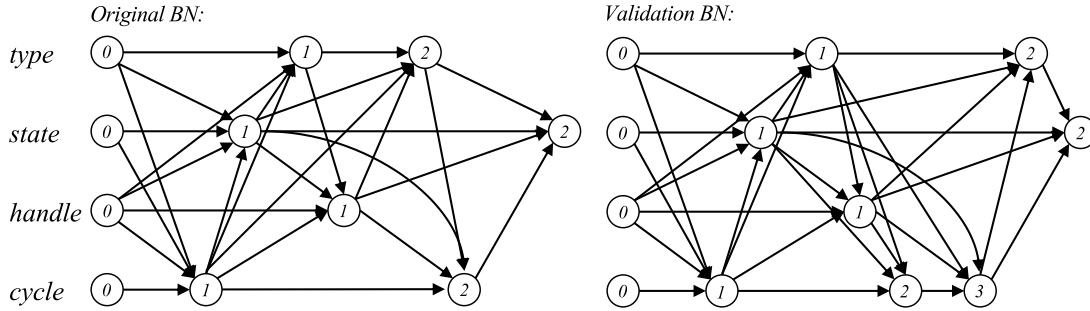 Original BN: Validation BN:
type 0 1 2 0 1 2
state 0 1 2 0 1 2
handle 0 1 0 1
cycle 0 1 2 0 1 2 3